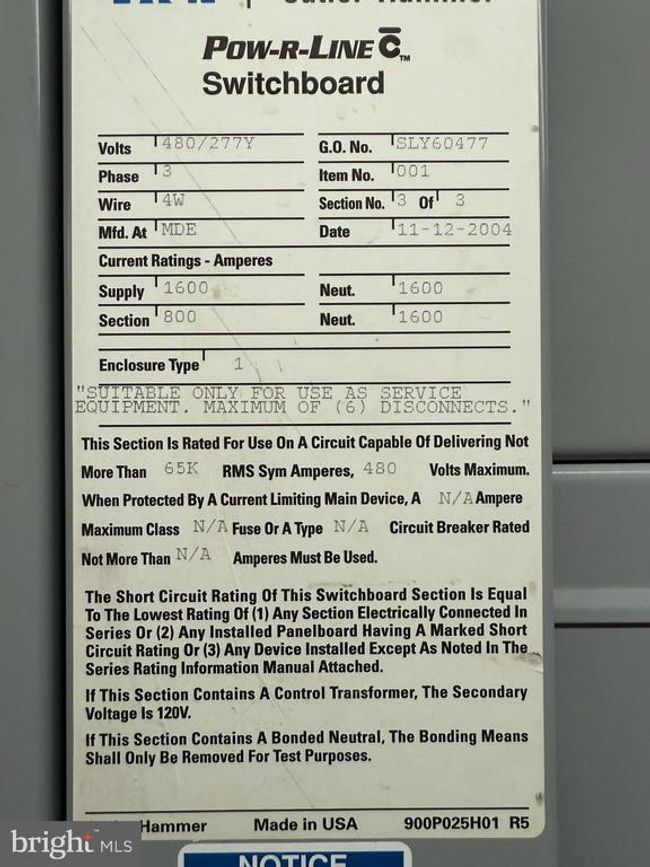 POW-R-LINE C™
Switchboard
Volts 480/277Y G.O. No. SLY60477
Phase 3 Item No. 001
Wire 4W Section No. 3 Of 3
Mfd. At MDE Date 11-12-2004
Current Ratings - Amperes
Supply 1600 Neut. 1600
Section 800 Neut. 1600
Enclosure Type 1
"SUITABLE ONLY FOR USE AS SERVICE
EQUIPMENT. MAXIMUM OF (6) DISCONNECTS."
This Section Is Rated For Use On A Circuit Capable Of Delivering Not
More Than 65K RMS Sym Amperes, 480 Volts Maximum.
When Protected By A Current Limiting Main Device, A N/A Ampere
Maximum Class N/A Fuse Or A Type N/A Circuit Breaker Rated
Not More Than N/A Amperes Must Be Used.
The Short Circuit Rating Of This Switchboard Section Is Equal
To The Lowest Rating Of (1) Any Section Electrically Connected In
Series Or (2) Any Installed Panelboard Having A Marked Short
Circuit Rating Or (3) Any Device Installed Except As Noted In The
Series Rating Information Manual Attached.
If This Section Contains A Control Transformer, The Secondary
Voltage Is 120V.
If This Section Contains A Bonded Neutral, The Bonding Means
Shall Only Be Removed For Test Purposes.
Hammer Made in USA 900P025H01 R5
bright MLS
NOTICE